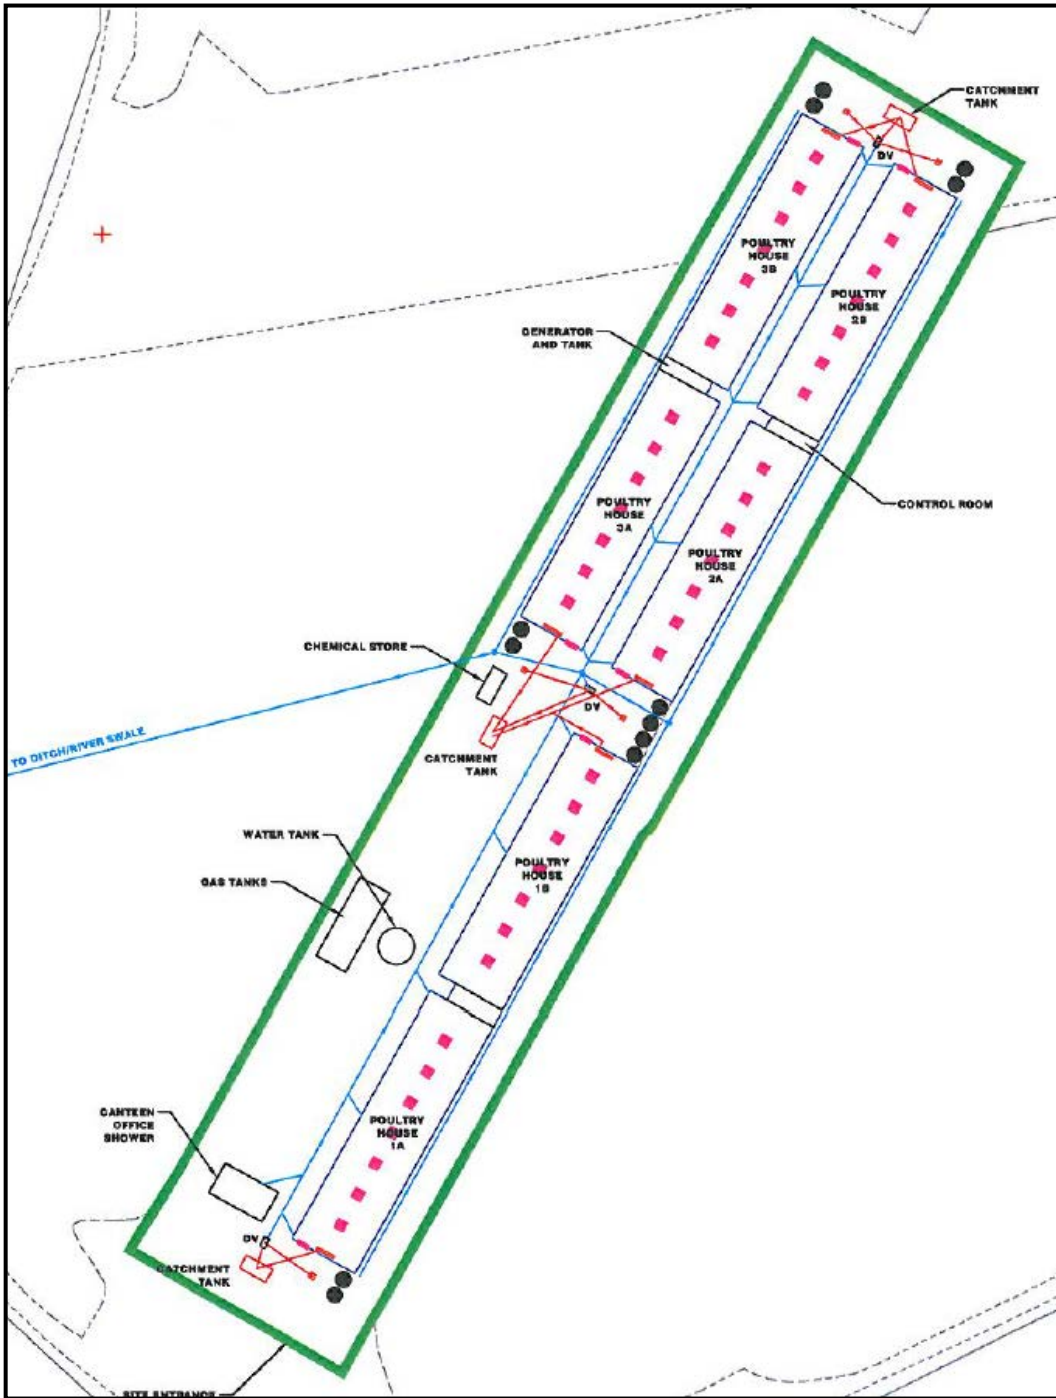 CATCHMENT
TANK
DV
POULTRY
HOUSE
3B
POULTRY
HOUSE
2B
GENERATOR
AND TANK
CONTROL ROOM
POULTRY
HOUSE
3A
POULTRY
HOUSE
2A
CHEMICAL STORE
DV
TO DITCH/RIVER SWALE
CATCHMENT
TANK
WATER TANK
POULTRY
HOUSE
1B
GAS TANKS
CANTEEN
OFFICE
SHOWER
POULTRY
HOUSE
1A
DV
CATCHMENT
TANK
SITE ENTRANCE